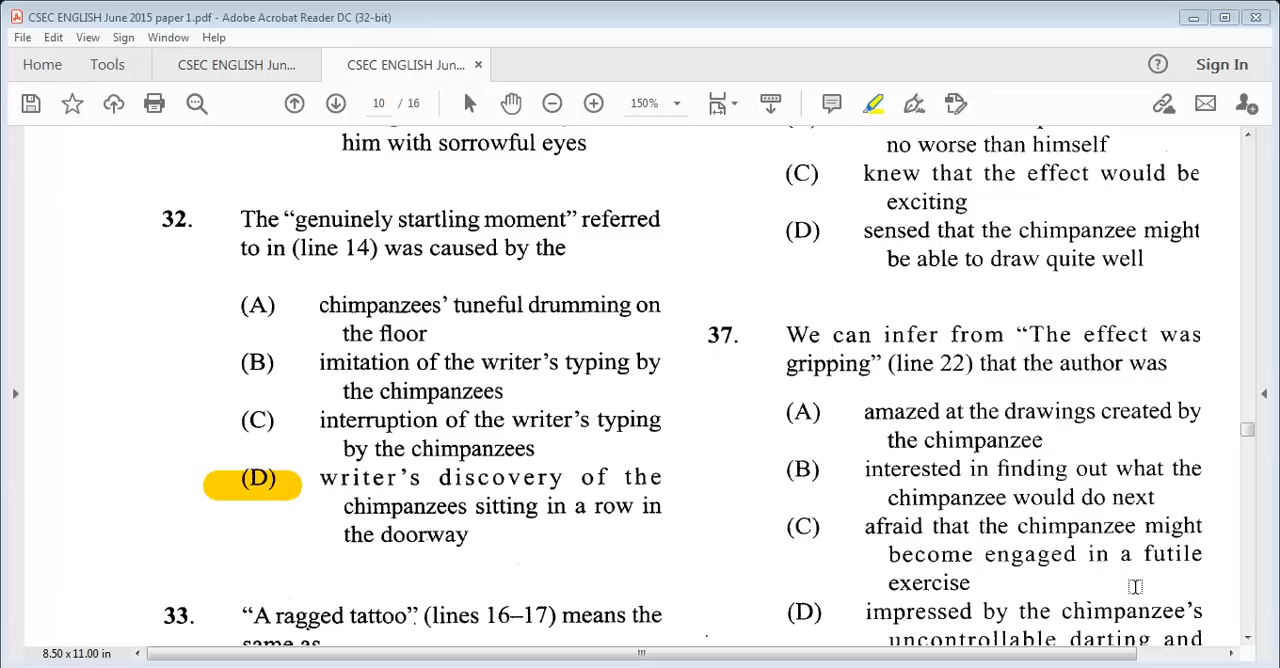 CSEC ENGLISH June 2015 paper 1.pdf - Adobe Acrobat Reader DC (32-bit)
File Edit View Sign Window Help
Home Tools CSEC ENGLISH Jun... CSEC ENGLISH Jun... × Sign In
10 / 16 150%
him with sorrowful eyes
32. The “genuinely startling moment” referred
to in (line 14) was caused by the
(A) chimpanzees’ tuneful drumming on
the floor
(B) imitation of the writer’s typing by
the chimpanzees
(C) interruption of the writer’s typing
by the chimpanzees
(D) writer’s discovery of the
chimpanzees sitting in a row in
the doorway
33. “A ragged tattoo” (lines 16–17) means the
same as
no worse than himself
(C) knew that the effect would be
exciting
(D) sensed that the chimpanzee might
be able to draw quite well
37. We can infer from “The effect was
gripping” (line 22) that the author was
(A) amazed at the drawings created by
the chimpanzee
(B) interested in finding out what the
chimpanzee would do next
(C) afraid that the chimpanzee might
become engaged in a futile
exercise
(D) impressed by the chimpanzee’s
uncontrollable darting and
8.50 x 11.00 in